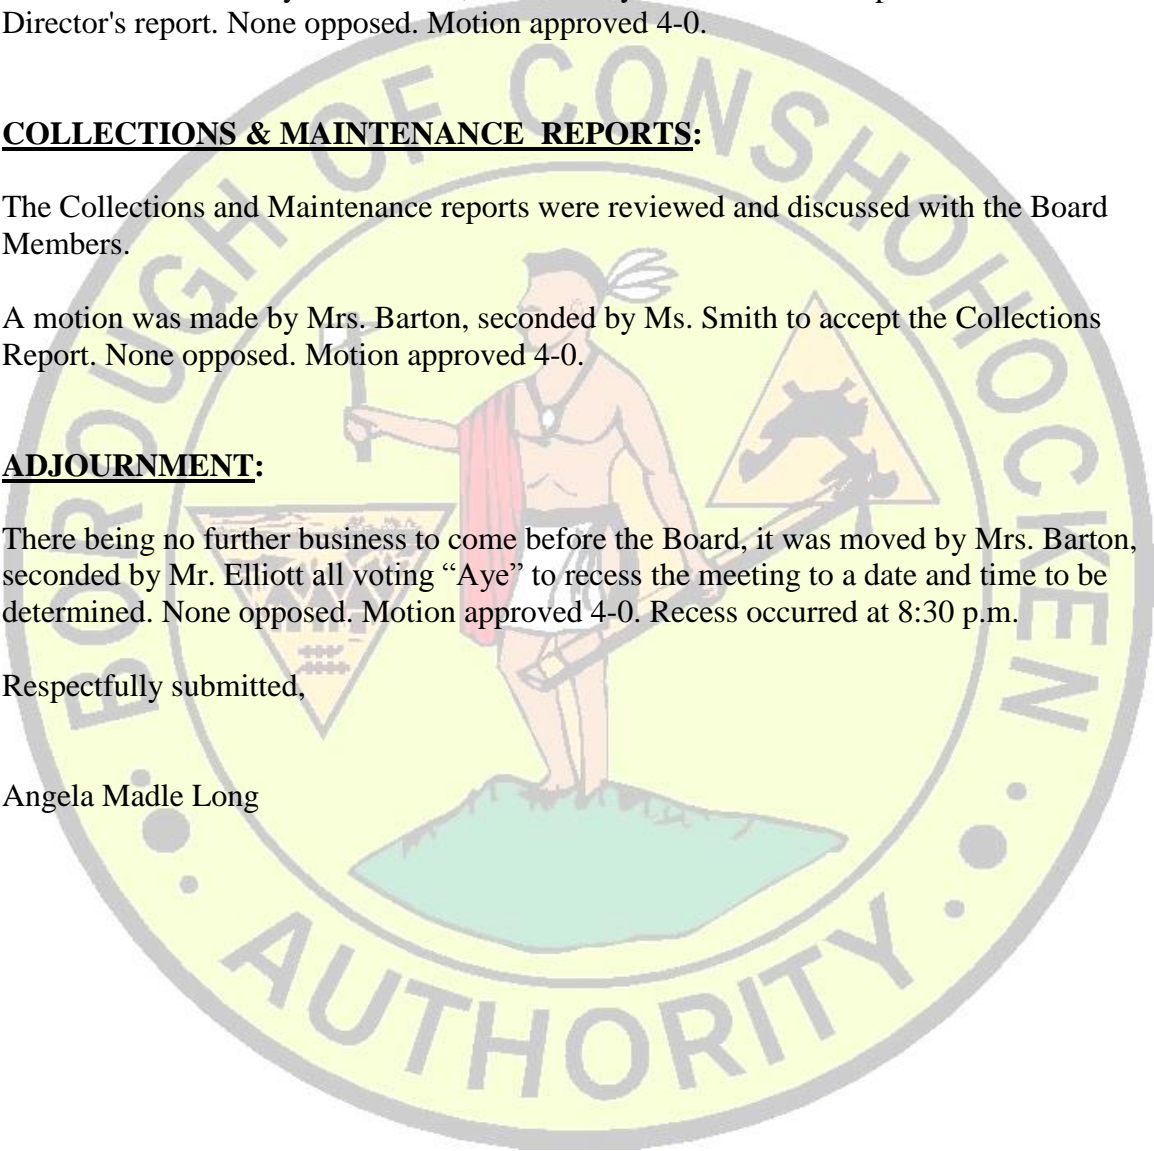 Director's report. None opposed. Motion approved 4-0.
COLLECTIONS & MAINTENANCE REPORTS:
The Collections and Maintenance reports were reviewed and discussed with the Board
Members.
A motion was made by Mrs. Barton, seconded by Ms. Smith to accept the Collections
Report. None opposed. Motion approved 4-0.
ADJOURNMENT:
There being no further business to come before the Board, it was moved by Mrs. Barton,
seconded by Mr. Elliott all voting “Aye” to recess the meeting to a date and time to be
determined. None opposed. Motion approved 4-0. Recess occurred at 8:30 p.m.
Respectfully submitted,
Angela Madle Long
BOROUGH OF CONSHOHOCKEN
AUTHORITY